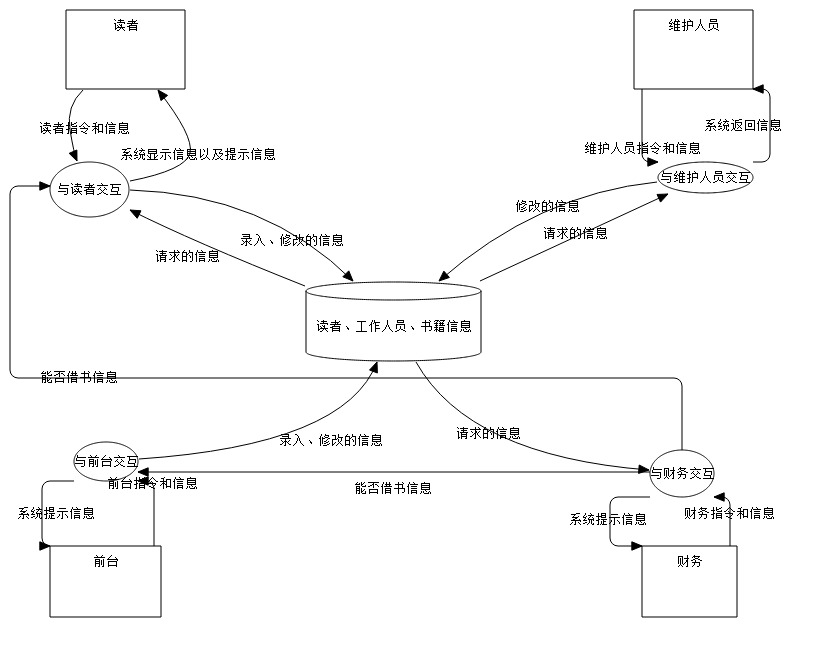 读者
维护人员
读者指令和信息
系统返回信息
系统显示信息以及提示信息
维护人员指令和信息
与读者交互
与维护人员交互
修改的信息
录入、修改的信息
请求的信息
请求的信息
读者、工作人员、书籍信息
能否借书信息
录入、修改的信息
请求的信息
与前台交互
与财务交互
前台指令和信息
能否借书信息
系统提示信息
系统提示信息
财务指令和信息
前台
财务